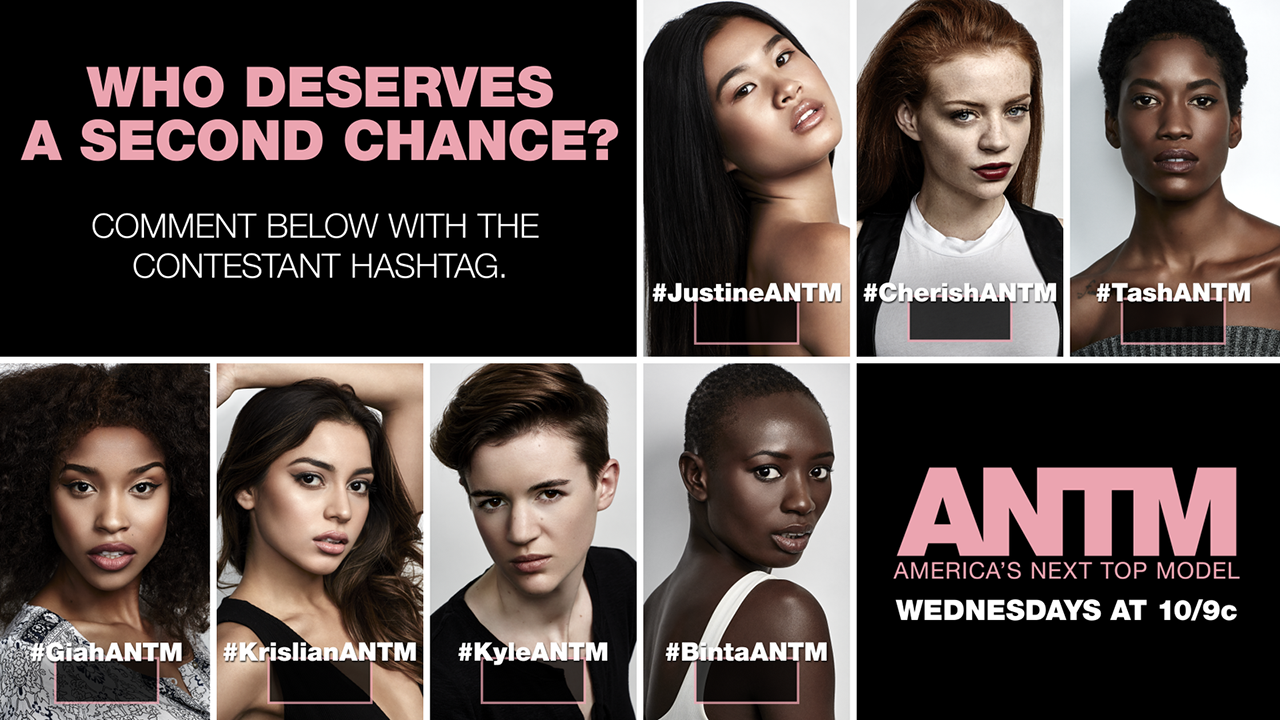 WHO DESERVES
A SECOND CHANCE?
COMMENT BELOW WITH THE
CONTESTANT HASHTAG.
#JustineANTM
#CherishANTM
#TashANTM
#GiahANTM
#KrislianANTM
#KyleANTM
#BintaANTM
ANTM
AMERICA'S NEXT TOP MODEL
WEDNESDAYS AT 10/9c